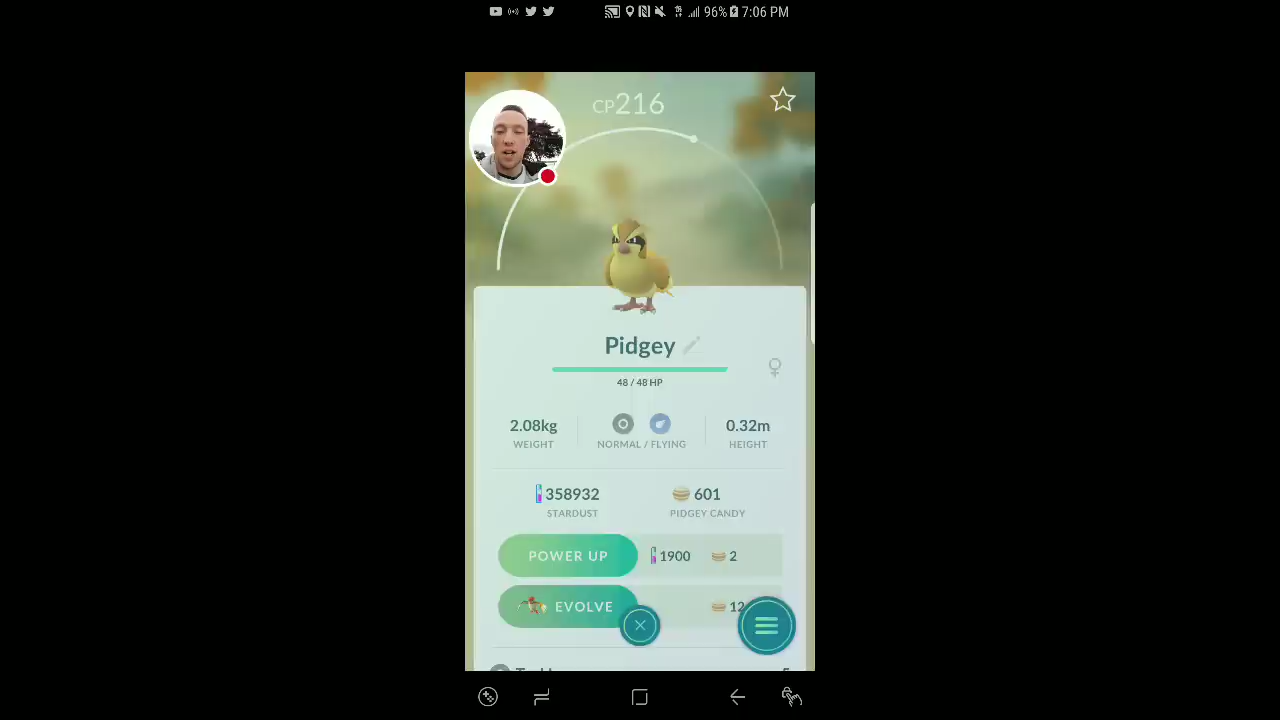 96% 7:06 PM
CP216
Pidgey
48 / 48 HP
2.08kg
WEIGHT
NORMAL / FLYING
0.32m
HEIGHT
358932
STARDUST
601
PIDGEY CANDY
POWER UP 1900 2
EVOLVE 12